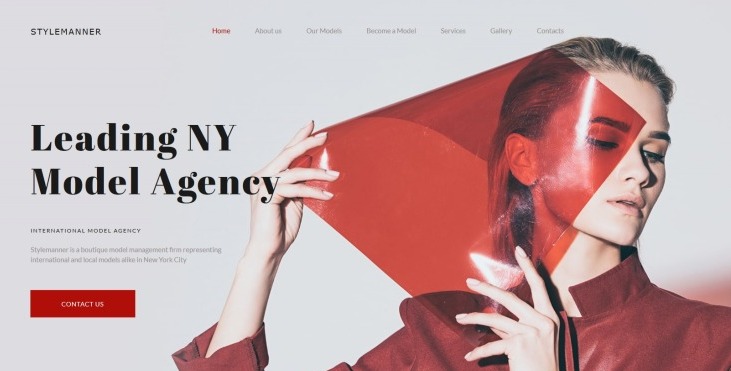 STYLEMANNER
Home About us Our Models Become a Model Services Gallery Contacts
Leading NY
Model Agency
INTERNATIONAL MODEL AGENCY
Stylemanner is a boutique model management firm representing
international and local models alike in New York City
CONTACT US